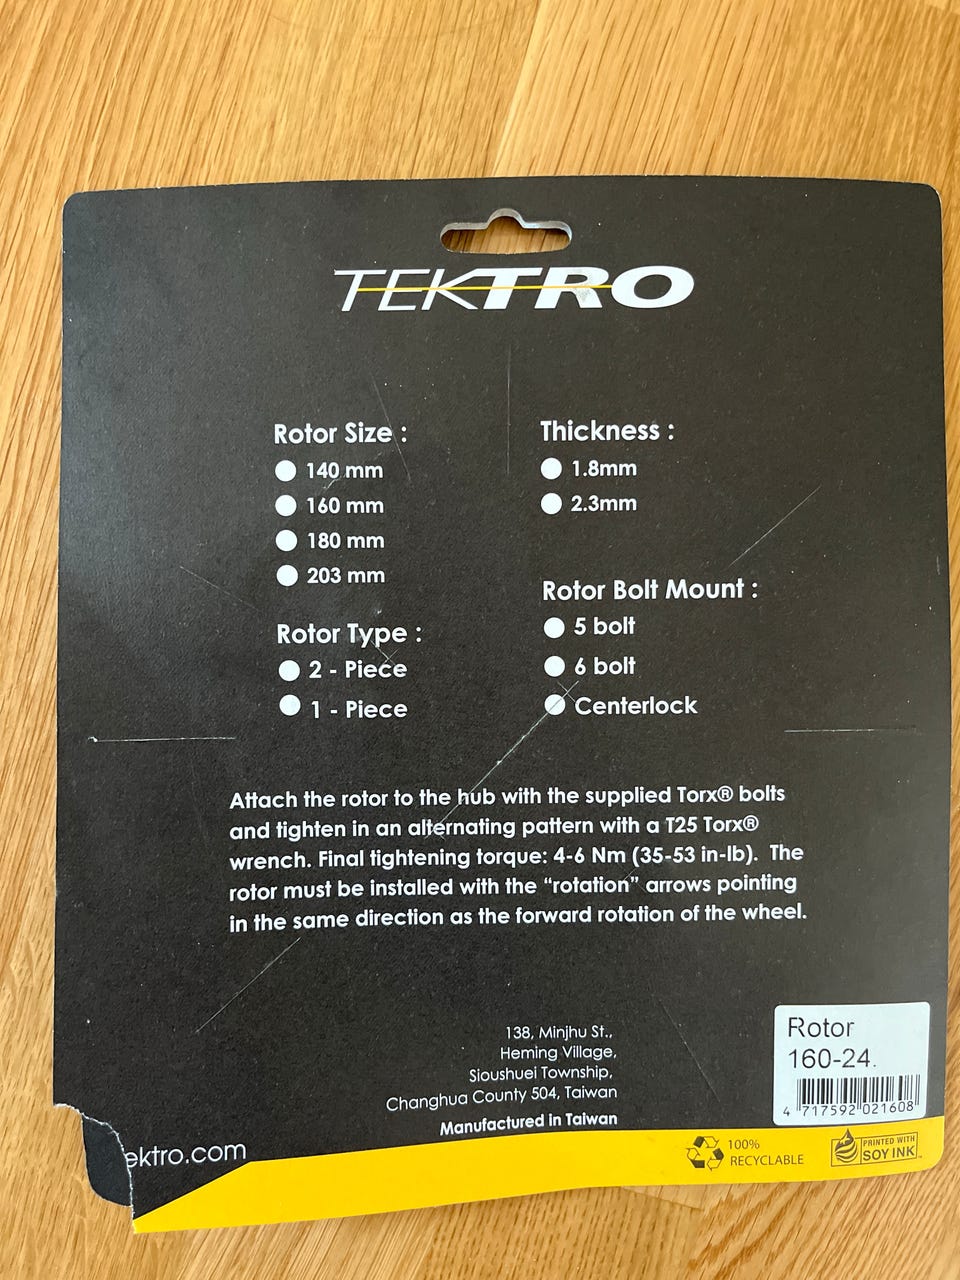 TEKTRO
Rotor Size :
140 mm
160 mm
180 mm
203 mm
Rotor Type :
2 - Piece
1 - Piece
Thickness :
1.8mm
2.3mm
Rotor Bolt Mount :
5 bolt
6 bolt
Centerlock
Attach the rotor to the hub with the supplied Torx® bolts
and tighten in an alternating pattern with a T25 Torx®
wrench. Final tightening torque: 4-6 Nm (35-53 in-lb). The
rotor must be installed with the “rotation” arrows pointing
in the same direction as the forward rotation of the wheel.
138, Minjhu St.,
Heming Village,
Sioushuei Township,
Changhua County 504, Taiwan
Manufactured in Taiwan
Rotor
160-24.
4 717592 021608
ektro.com
100%
RECYCLABLE
PRINTED WITH
SOY INK™